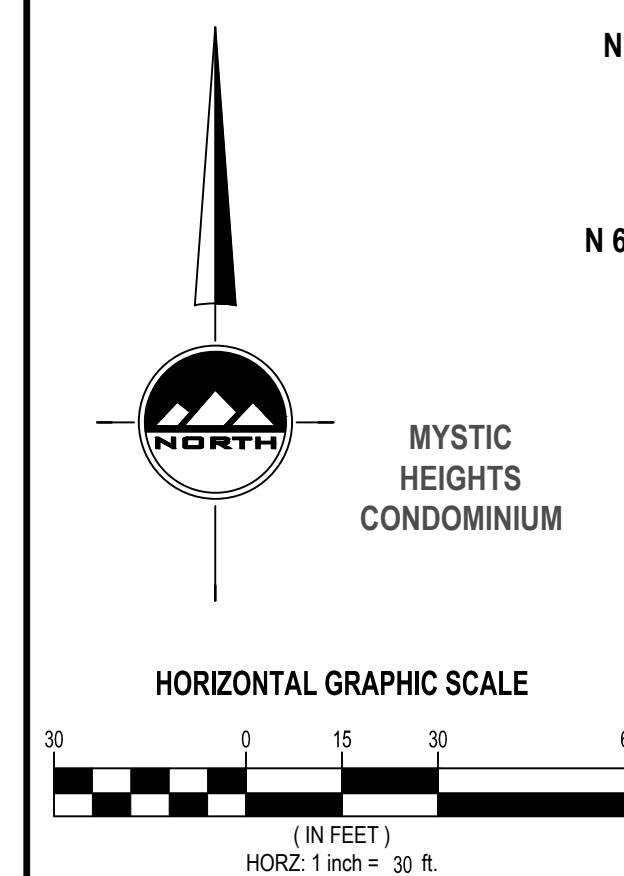 N
N 6
NORTH
MYSTIC
HEIGHTS
CONDOMINIUM
HORIZONTAL GRAPHIC SCALE
30 0 15 30
( IN FEET )
HORZ: 1 inch = 30 ft.